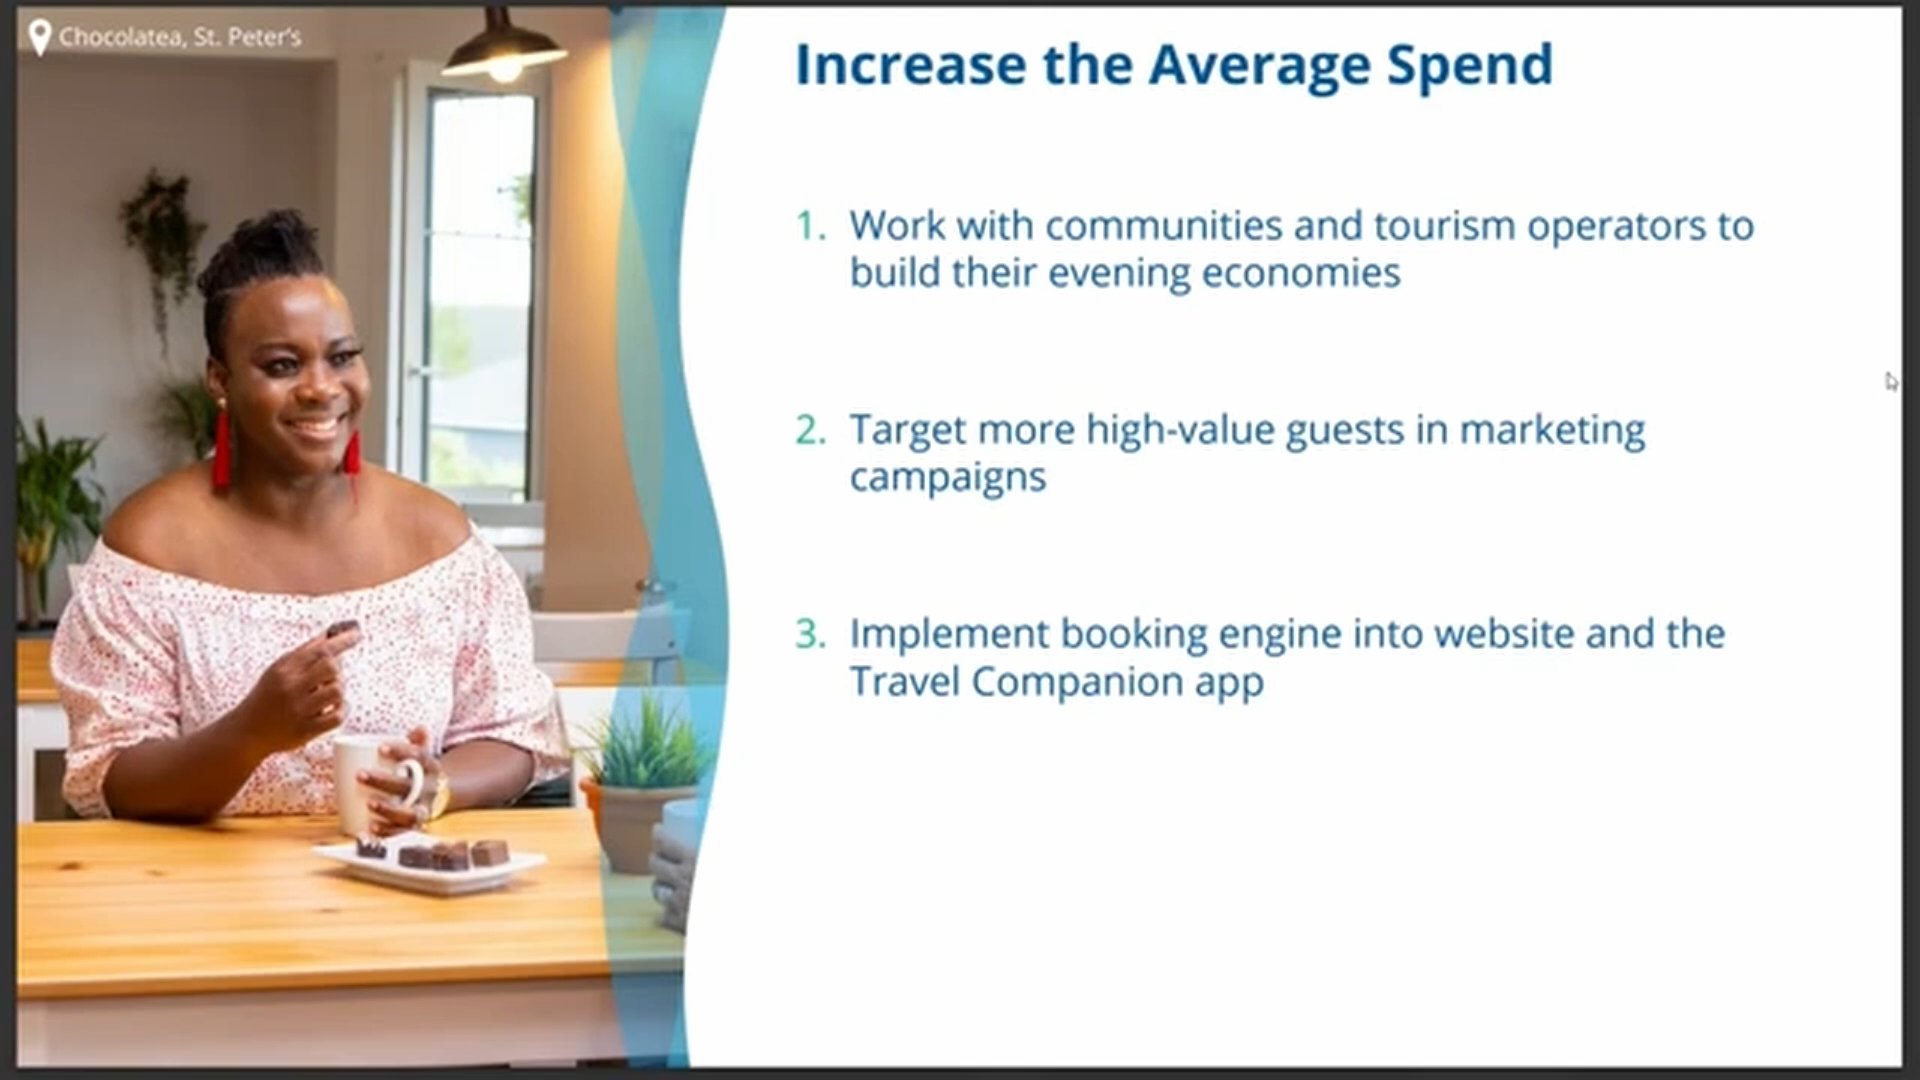 Chocolatea, St. Peter's
Increase the Average Spend
1. Work with communities and tourism operators to
build their evening economies
2. Target more high-value guests in marketing
campaigns
3. Implement booking engine into website and the
Travel Companion app